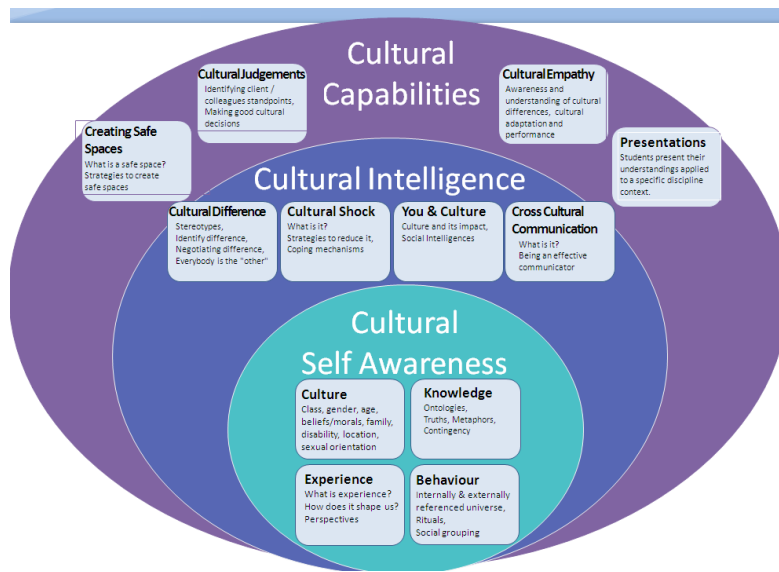 Cultural
Capabilities
Cultural Judgements
Identifying client /
colleagues standpoints,
Making good cultural
decisions
Cultural Empathy
Awareness and
understanding of cultural
differences, cultural
adaptation and
performance
Creating Safe
Spaces
What is a safe space?
Strategies to create
safe spaces
Presentations
Students present their
understandings applied
to a specific discipline
context.
Cultural Intelligence
Cultural Difference
Stereotypes,
Identify difference,
Negotiating difference,
Everybody is the "other"
Cultural Shock
What is it?
Strategies to reduce it,
Coping mechanisms
You & Culture
Culture and its impact,
Social Intelligences
Cross Cultural
Communication
What is it?
Being an effective
communicator
Cultural
Self Awareness
Culture
Class, gender, age,
beliefs/morals, family,
disability, location,
sexual orientation
Knowledge
Ontologies,
Truths, Metaphors,
Contingency
Experience
What is experience?
How does it shape us?
Perspectives
Behaviour
Internally & externally
referenced universe,
Rituals,
Social grouping